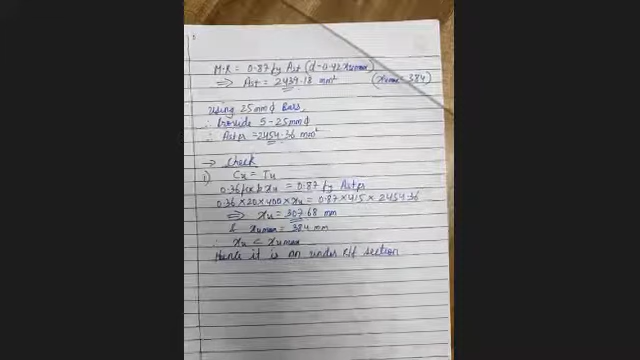 M.R = 0.87 fy Ast (d-0.42 xumax)
⇒ Ast = 2439.18 mm² (xumax = 384)
Using 25mm ϕ Bars,
∴ Provide 5 - 25mm ϕ
∴ Astpr = 2454.36 mm²
→ Check
i) Cu = Tu
0.36 fck b xu = 0.87 fy Astpr
0.36 × 20 × 400 × xu = 0.87 × 415 × 2454.36
⇒ xu = 307.68 mm
& xumax = 384 mm
∴ xu < xumax
Hence it is an under R/f section